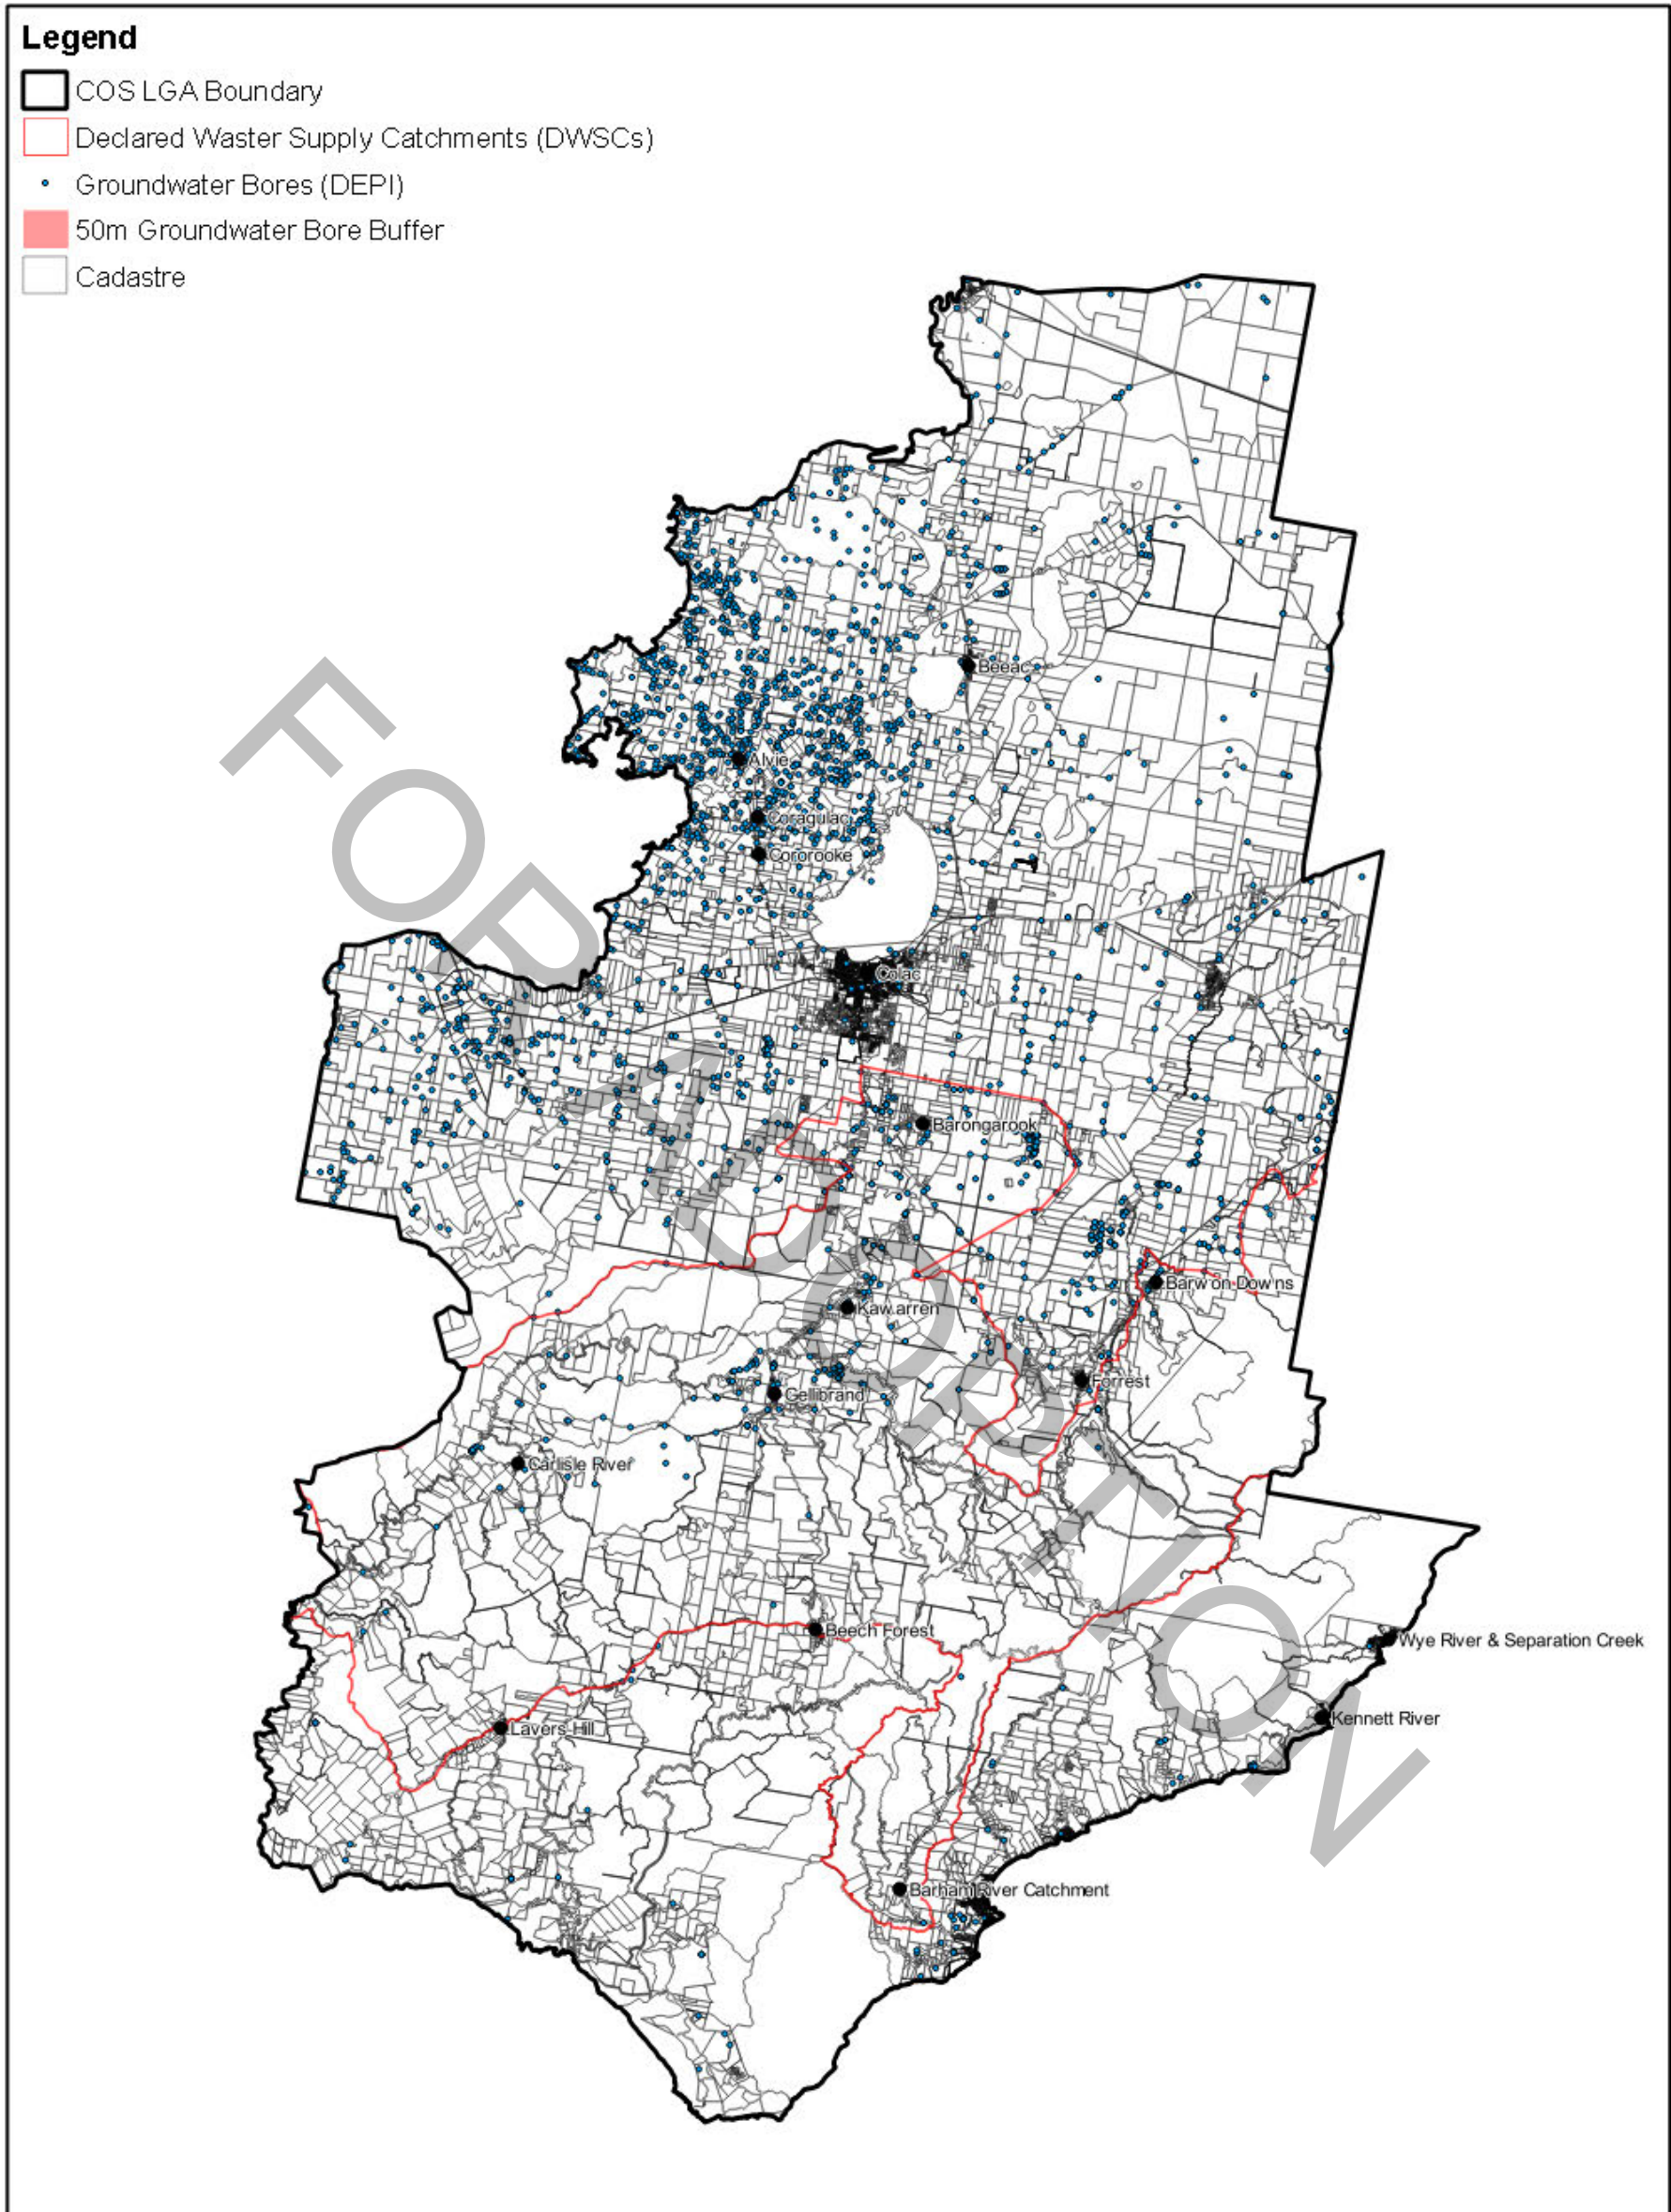 Legend
COS LGA Boundary
Declared Waster Supply Catchments (DWSCs)
Groundwater Bores (DEPI)
50m Groundwater Bore Buffer
Cadastre
Beeac
Alvie
Coragulac
Cororooke
Colac
Barongarook
Barwon Downs
Kawarren
Forrest
Gellibrand
Carlisle River
Beech Forest
Wye River & Separation Creek
Kennett River
Lavers Hill
Barham River Catchment
FOR ADOPTION